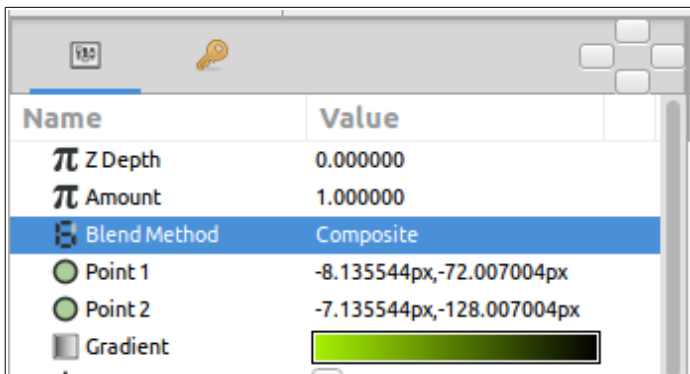 Name Value
Z Depth 0.000000
Amount 1.000000
Blend Method Composite
Point 1 -8.135544px,-72.007004px
Point 2 -7.135544px,-128.007004px
Gradient